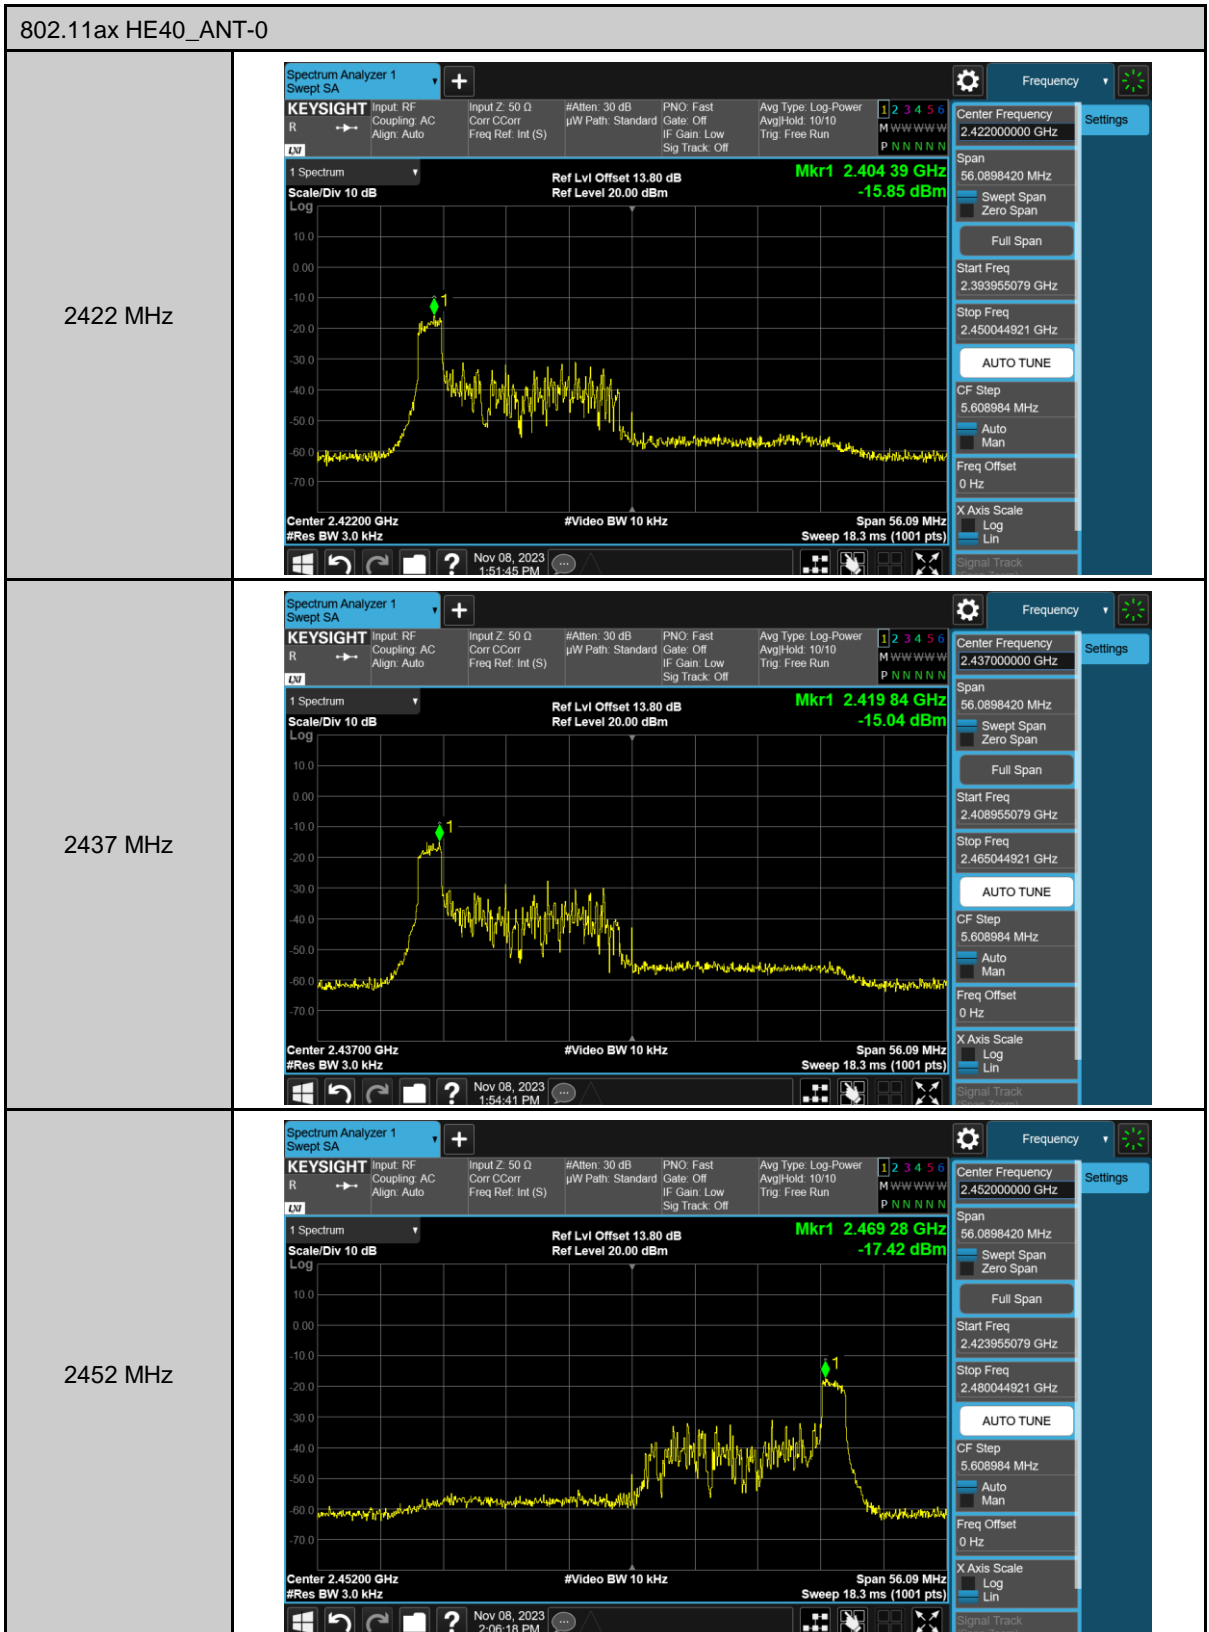 802.11ax HE40_ANT-0
2422 MHz
Spectrum Analyzer 1
Swept SA
Frequency
KEYSIGHT
R
LXI
Input: RF
Coupling: AC
Align: Auto
Input Z: 50 Ω
Corr CCorr
Freq Ref: Int (S)
#Atten: 30 dB
µW Path: Standard
PNO: Fast
Gate: Off
IF Gain: Low
Sig Track: Off
Avg Type: Log-Power
Avg|Hold: 10/10
Trig: Free Run
1 2 3 4 5 6
M W W W W W
P N N N N N
1 Spectrum
Scale/Div 10 dB
Log
Ref Lvl Offset 13.80 dB
Ref Level 20.00 dBm
Mkr1 2.404 39 GHz
-15.85 dBm
10.0
0.00
-10.0
-20.0
-30.0
-40.0
-50.0
-60.0
-70.0
1
Center 2.42200 GHz
#Res BW 3.0 kHz
#Video BW 10 kHz
Span 56.09 MHz
Sweep 18.3 ms (1001 pts)
Nov 08, 2023
1:51:45 PM
Center Frequency
2.422000000 GHz
Settings
Span
56.0898420 MHz
Swept Span
Zero Span
Full Span
Start Freq
2.393955079 GHz
Stop Freq
2.450044921 GHz
AUTO TUNE
CF Step
5.608984 MHz
Auto
Man
Freq Offset
0 Hz
X Axis Scale
Log
Lin
Signal Track
2437 MHz
Spectrum Analyzer 1
Swept SA
Frequency
KEYSIGHT
R
LXI
Input: RF
Coupling: AC
Align: Auto
Input Z: 50 Ω
Corr CCorr
Freq Ref: Int (S)
#Atten: 30 dB
µW Path: Standard
PNO: Fast
Gate: Off
IF Gain: Low
Sig Track: Off
Avg Type: Log-Power
Avg|Hold: 10/10
Trig: Free Run
1 2 3 4 5 6
M W W W W W
P N N N N N
1 Spectrum
Scale/Div 10 dB
Log
Ref Lvl Offset 13.80 dB
Ref Level 20.00 dBm
Mkr1 2.419 84 GHz
-15.04 dBm
10.0
0.00
-10.0
-20.0
-30.0
-40.0
-50.0
-60.0
-70.0
1
Center 2.43700 GHz
#Res BW 3.0 kHz
#Video BW 10 kHz
Span 56.09 MHz
Sweep 18.3 ms (1001 pts)
Nov 08, 2023
1:54:41 PM
Center Frequency
2.437000000 GHz
Settings
Span
56.0898420 MHz
Swept Span
Zero Span
Full Span
Start Freq
2.408955079 GHz
Stop Freq
2.465044921 GHz
AUTO TUNE
CF Step
5.608984 MHz
Auto
Man
Freq Offset
0 Hz
X Axis Scale
Log
Lin
Signal Track
2452 MHz
Spectrum Analyzer 1
Swept SA
Frequency
KEYSIGHT
R
LXI
Input: RF
Coupling: AC
Align: Auto
Input Z: 50 Ω
Corr CCorr
Freq Ref: Int (S)
#Atten: 30 dB
µW Path: Standard
PNO: Fast
Gate: Off
IF Gain: Low
Sig Track: Off
Avg Type: Log-Power
Avg|Hold: 10/10
Trig: Free Run
1 2 3 4 5 6
M W W W W W
P N N N N N
1 Spectrum
Scale/Div 10 dB
Log
Ref Lvl Offset 13.80 dB
Ref Level 20.00 dBm
Mkr1 2.469 28 GHz
-17.42 dBm
10.0
0.00
-10.0
-20.0
-30.0
-40.0
-50.0
-60.0
-70.0
1
Center 2.45200 GHz
#Res BW 3.0 kHz
#Video BW 10 kHz
Span 56.09 MHz
Sweep 18.3 ms (1001 pts)
Nov 08, 2023
2:06:18 PM
Center Frequency
2.452000000 GHz
Settings
Span
56.0898420 MHz
Swept Span
Zero Span
Full Span
Start Freq
2.423955079 GHz
Stop Freq
2.480044921 GHz
AUTO TUNE
CF Step
5.608984 MHz
Auto
Man
Freq Offset
0 Hz
X Axis Scale
Log
Lin
Signal Track